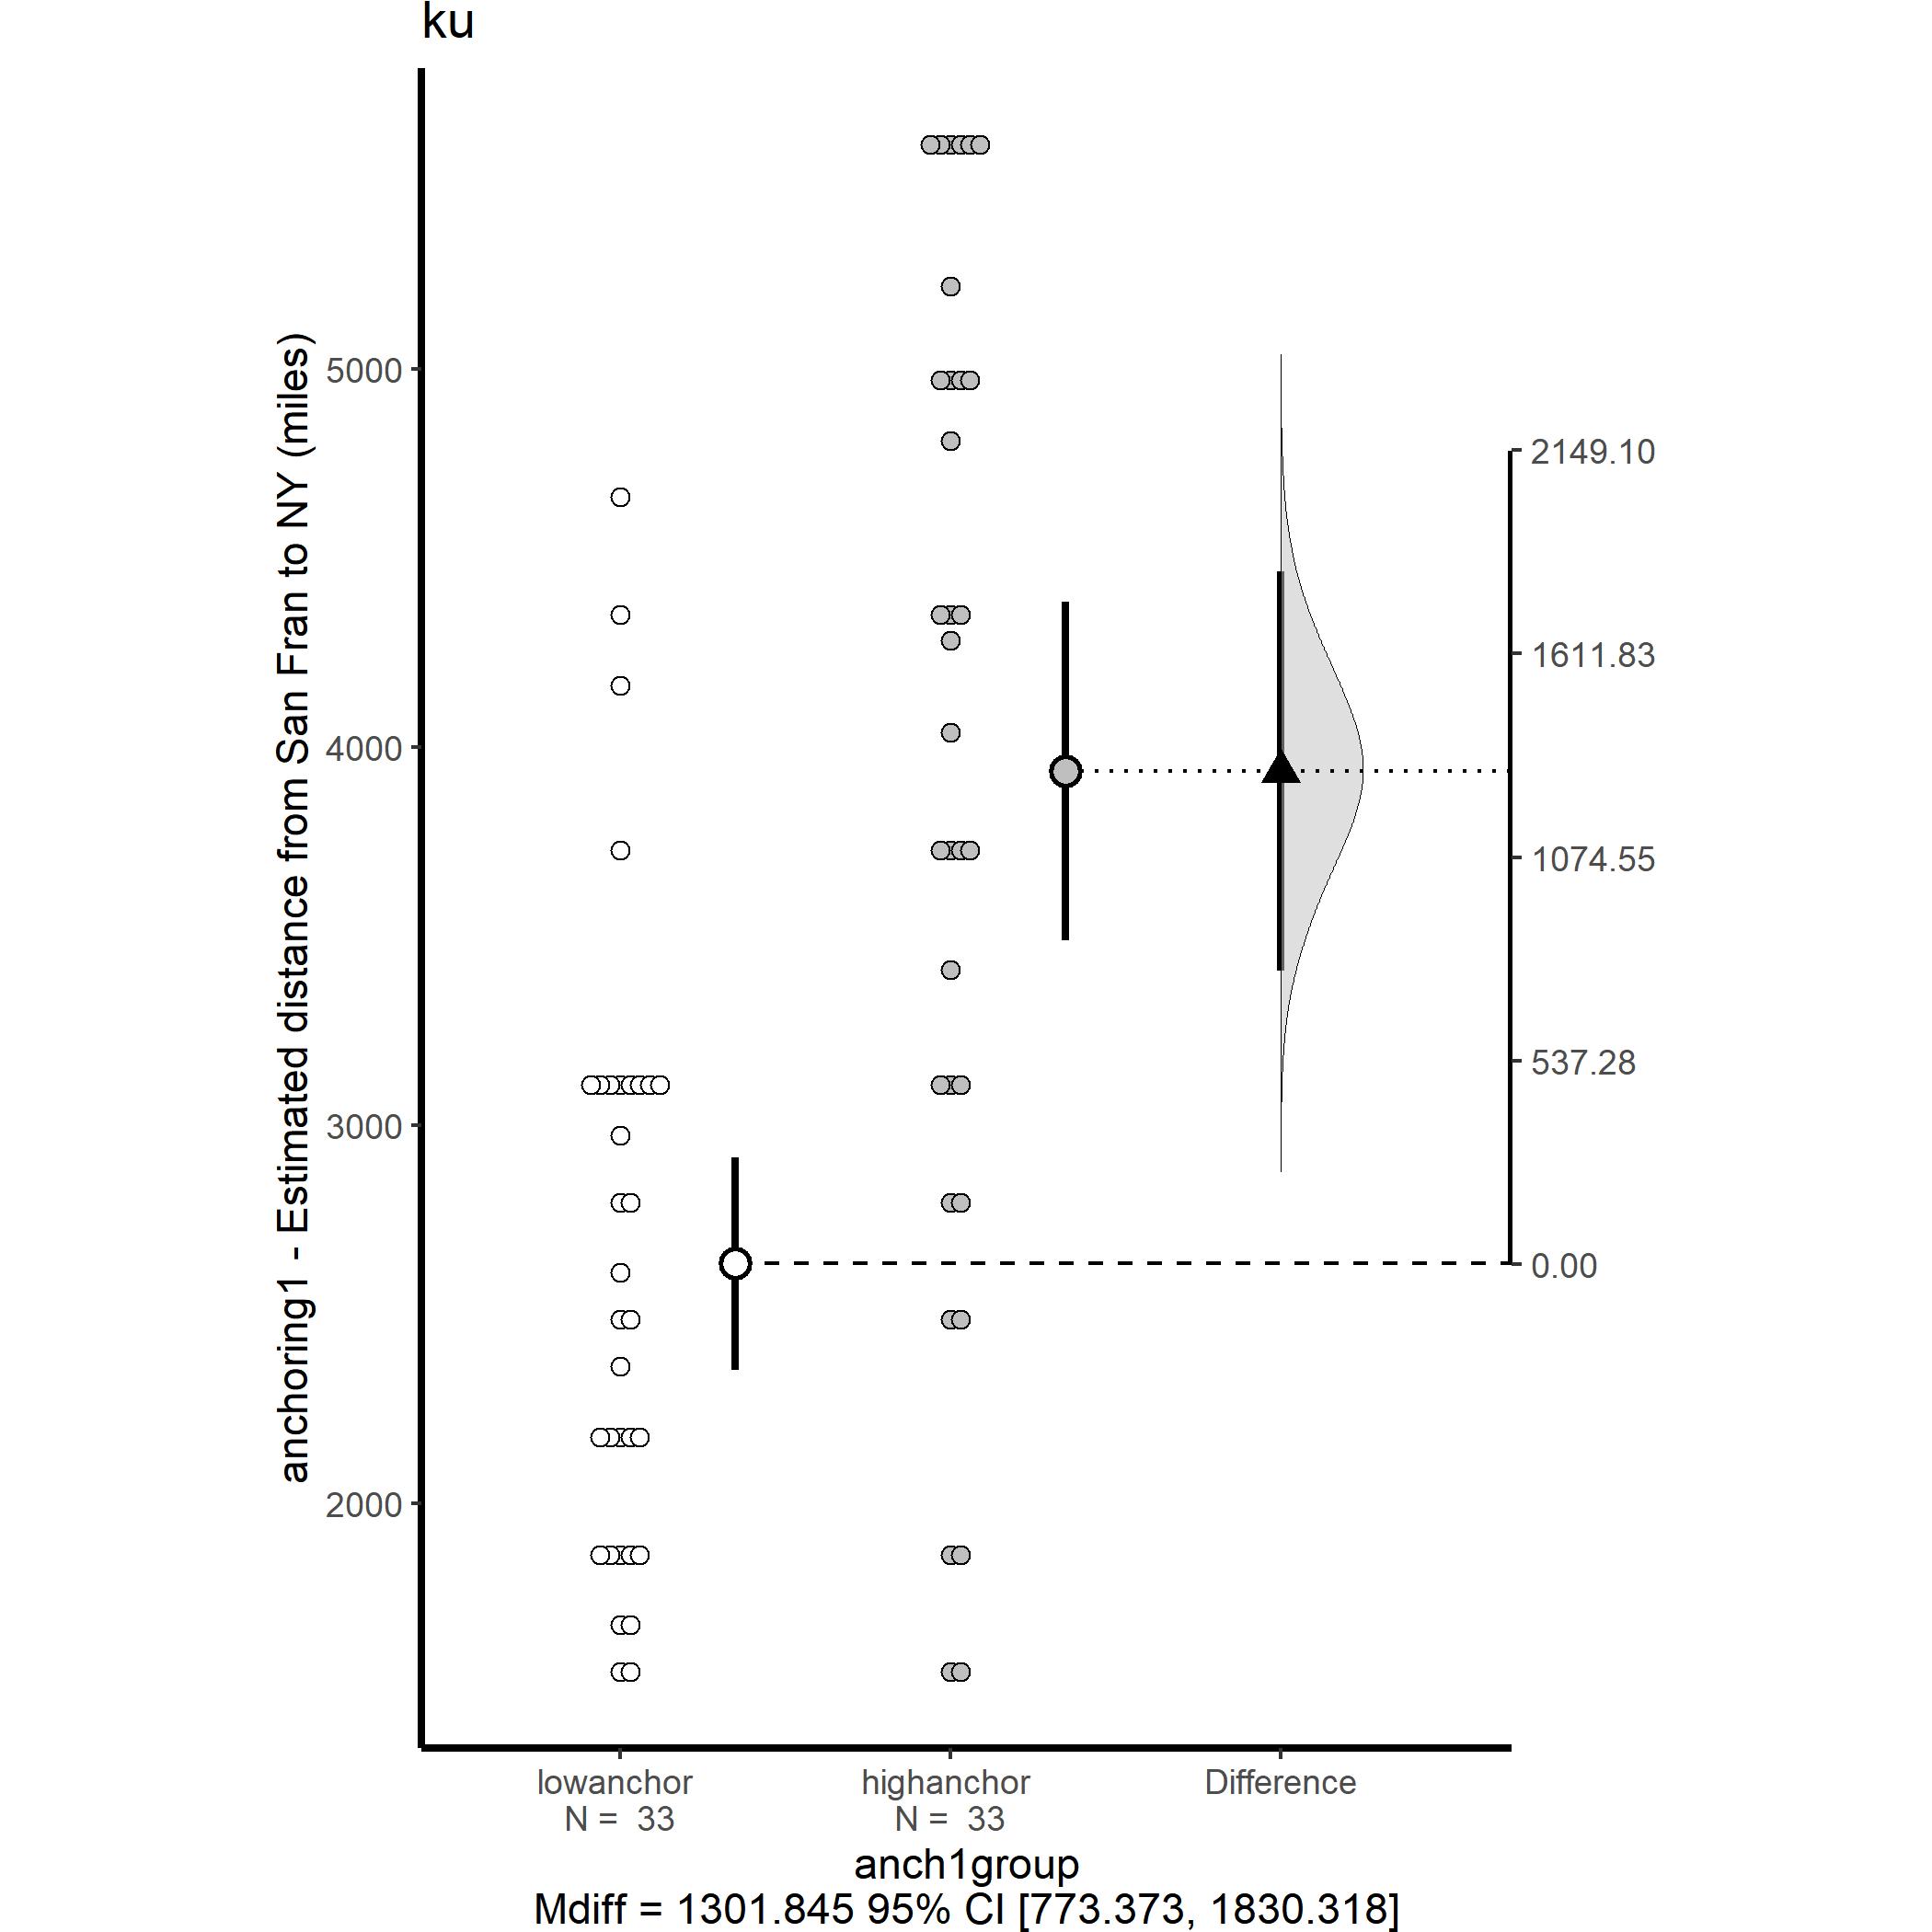 ku
anchoring1 - Estimated distance from San Fran to NY (miles)
5000
4000
3000
2000
2149.10
1611.83
1074.55
537.28
0.00
lowanchor
N =  33
highanchor
N =  33
Difference
anch1group
Mdiff = 1301.845 95% CI [773.373, 1830.318]